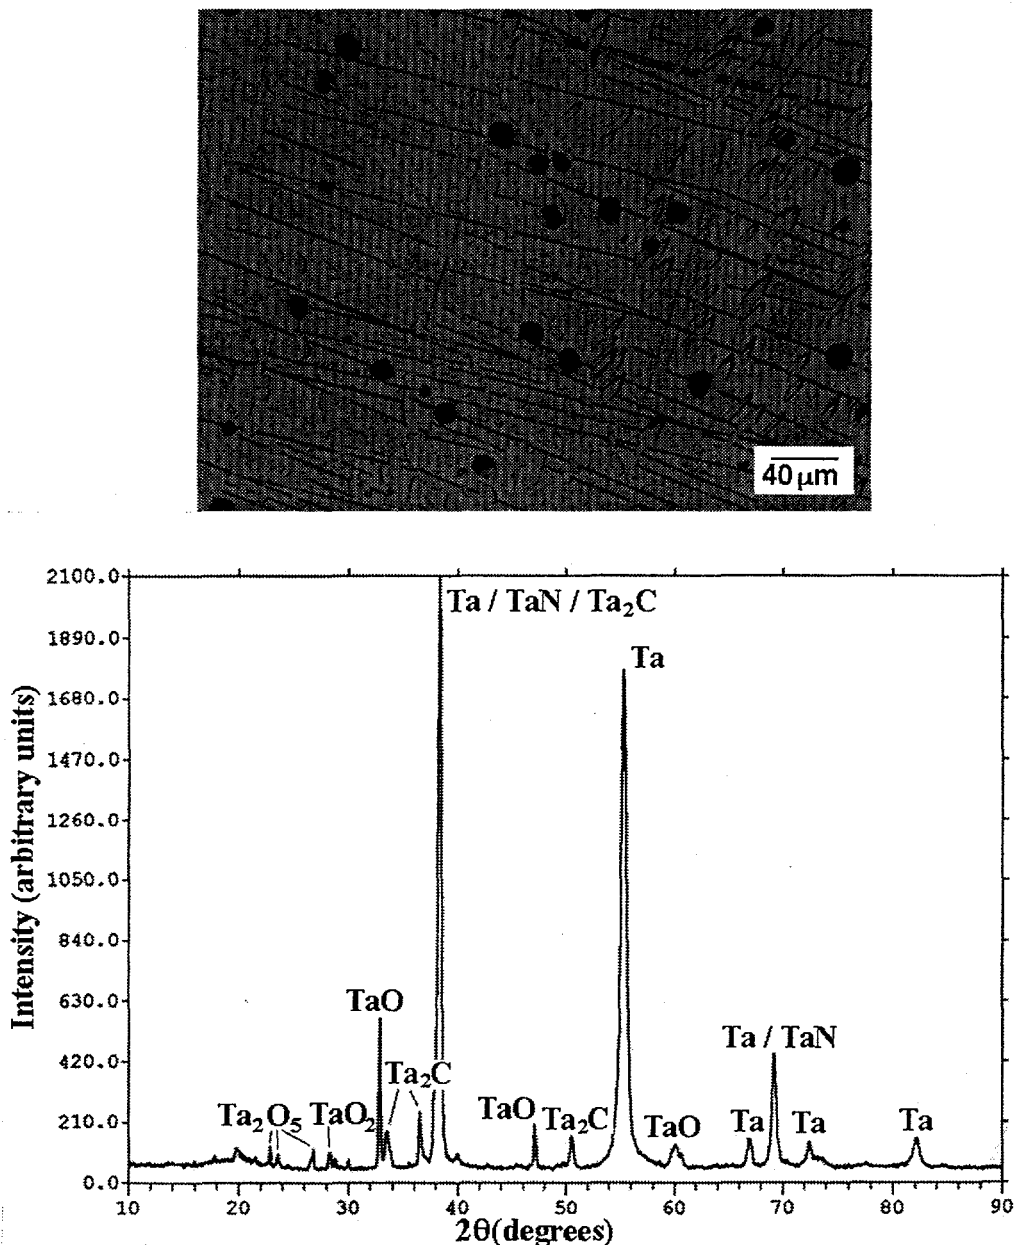 40 μm
2100.0
Ta / TaN / Ta₂C
1890.0
Ta
1680.0
1470.0
1260.0
1050.0
840.0
630.0
TaO
420.0
Ta / TaN
Ta₂C
210.0
Ta₂O₅ TaO₂ TaO Ta₂C TaO Ta Ta Ta
0.0
10 20 30 40 50 60 70 80 90
2θ(degrees)
Intensity (arbitrary units)